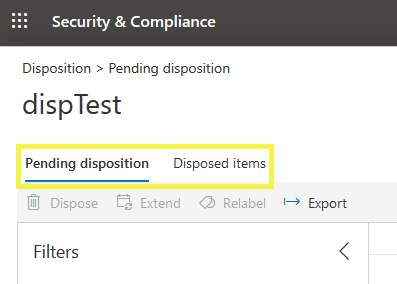 Security & Compliance
Disposition > Pending disposition
dispTest
Pending disposition Disposed items
Dispose Extend Relabel Export
Filters